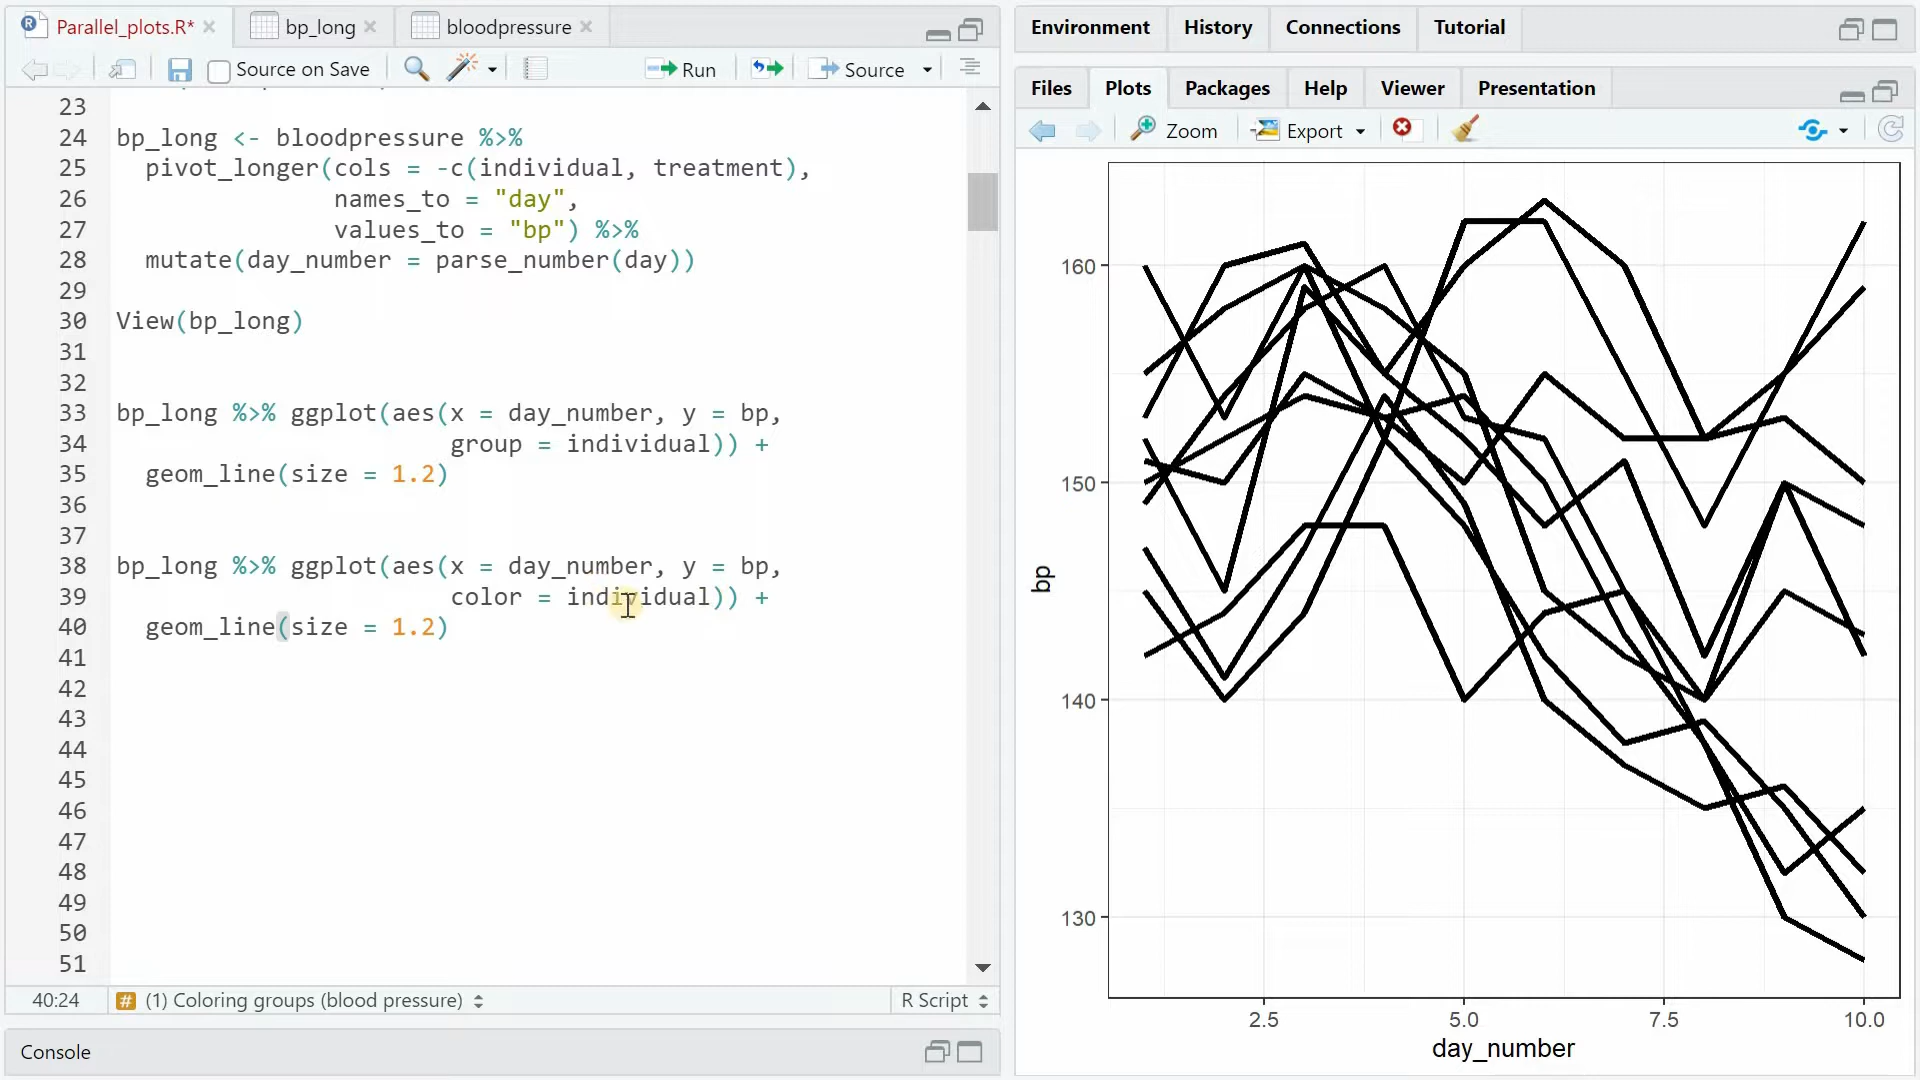 Parallel_plots.R*
bp_long
bloodpressure
Source on Save
Run
Source
23
24 bp_long <- bloodpressure %>%
25 pivot_longer(cols = -c(individual, treatment),
26 names_to = "day",
27 values_to = "bp") %>%
28 mutate(day_number = parse_number(day))
29
30 View(bp_long)
31
32
33 bp_long %>% ggplot(aes(x = day_number, y = bp,
34 group = individual)) +
35 geom_line(size = 1.2)
36
37
38 bp_long %>% ggplot(aes(x = day_number, y = bp,
39 color = individual)) +
40 geom_line(size = 1.2)
41
42
43
44
45
46
47
48
49
50
51
40:24
# (1) Coloring groups (blood pressure)
R Script
Console
Environment
History
Connections
Tutorial
Files
Plots
Packages
Help
Viewer
Presentation
Zoom
Export
160
150
140
130
bp
2.5
5.0
7.5
10.0
day_number